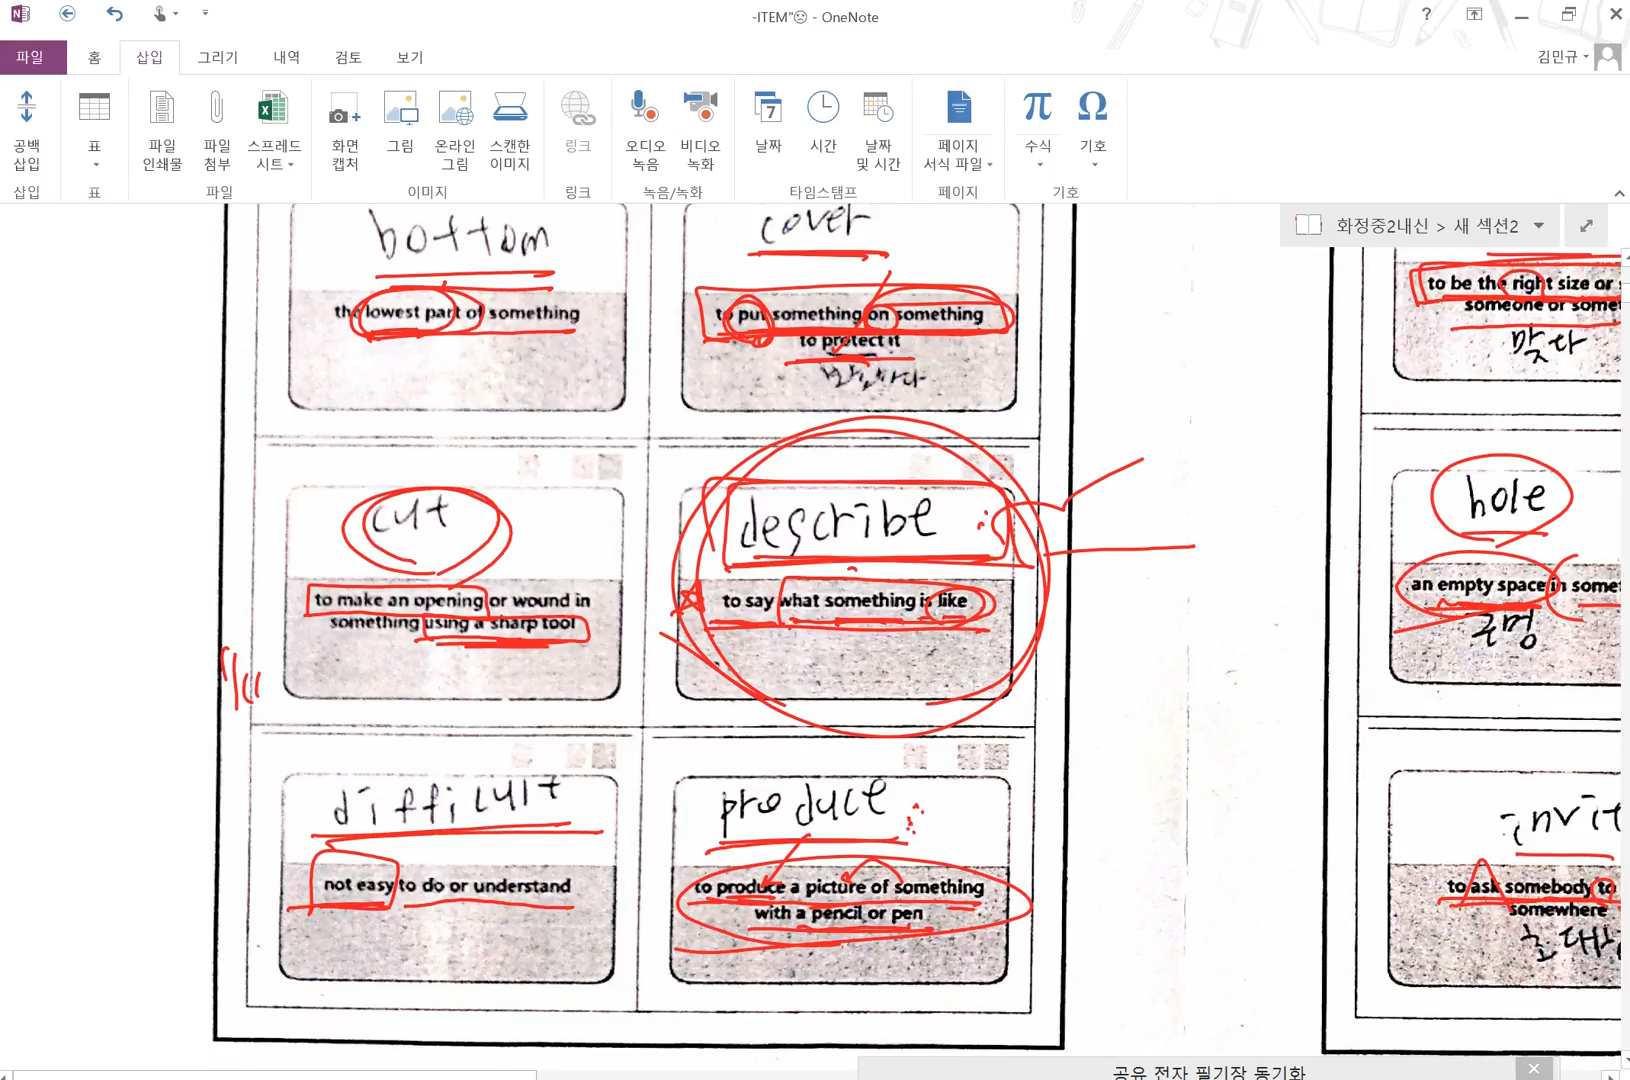 -ITEM"☹ - OneNote
파일
홈
삽입
그리기
내역
검토
보기
김민규
공백
삽입
표
파일
인쇄물
파일
첨부
스프레드
시트
화면
캡처
그림
온라인
그림
스캔한
이미지
링크
오디오
녹음
비디오
녹화
날짜
시간
날짜
및 시간
페이지
서식 파일
수식
기호
삽입
표
파일
이미지
링크
녹음/녹화
타임스탬프
페이지
기호
화정중2내신 > 새 섹션2
bottom
the lowest part of something
cover
to put something on something
to protect it
to be the right size or
someone or some
맞다
cut
to make an opening or wound in
something using a sharp tool
describe
to say what something is like
hole
an empty space in some
구멍
difficult
not easy to do or understand
produce
to produce a picture of something
with a pencil or pen
invit
to ask somebody to
somewhere
공유 전자 필기장 동기화